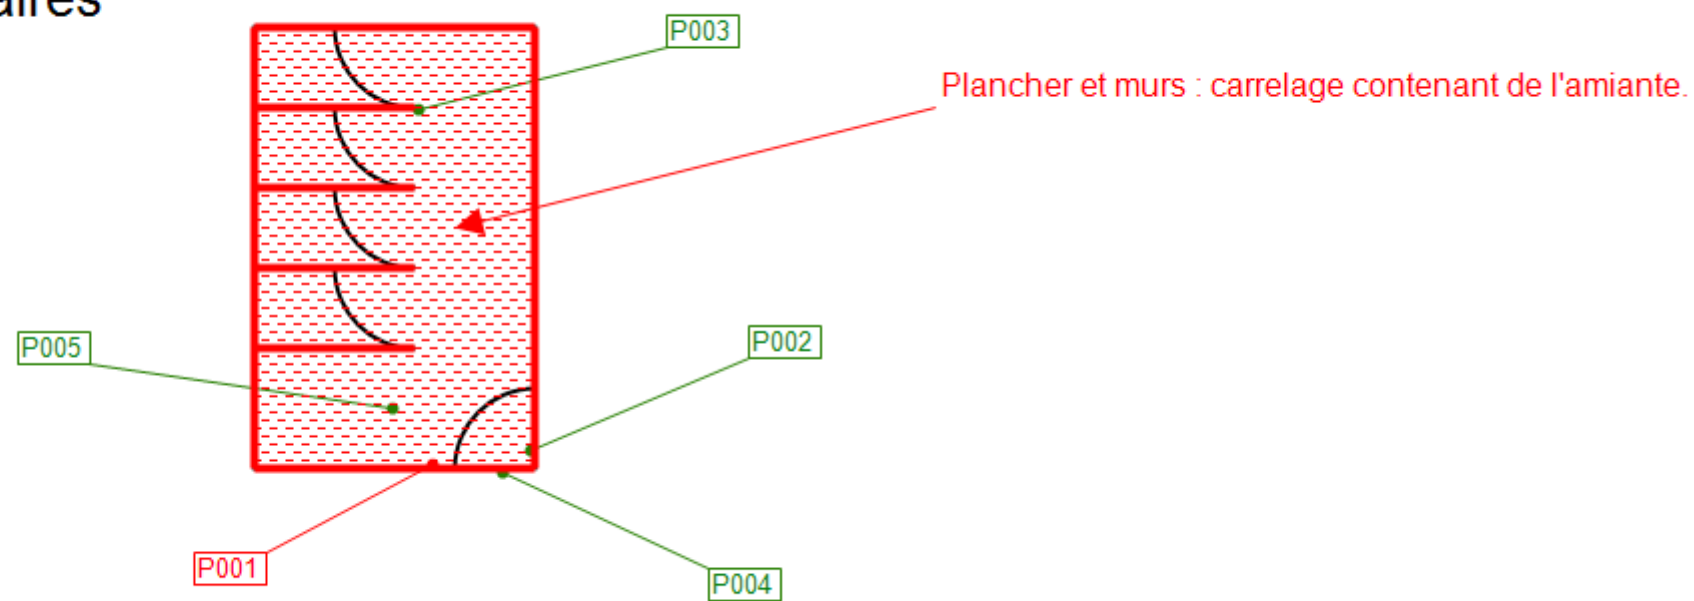 P003
Plancher et murs : carrelage contenant de l'amiante.
P002
P005
P001
P004